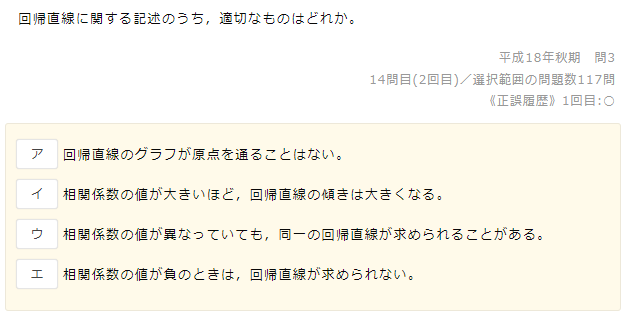 回帰直線に関する記述のうち，適切なものはどれか。
平成18年秋期　問3
14問目(2回目)／選択範囲の問題数117問
《正誤履歴》1回目:○
ア 回帰直線のグラフが原点を通ることはない。
イ 相関係数の値が大きいほど，回帰直線の傾きは大きくなる。
ウ 相関係数の値が異なっていても，同一の回帰直線が求められることがある。
エ 相関係数の値が負のときは，回帰直線が求められない。